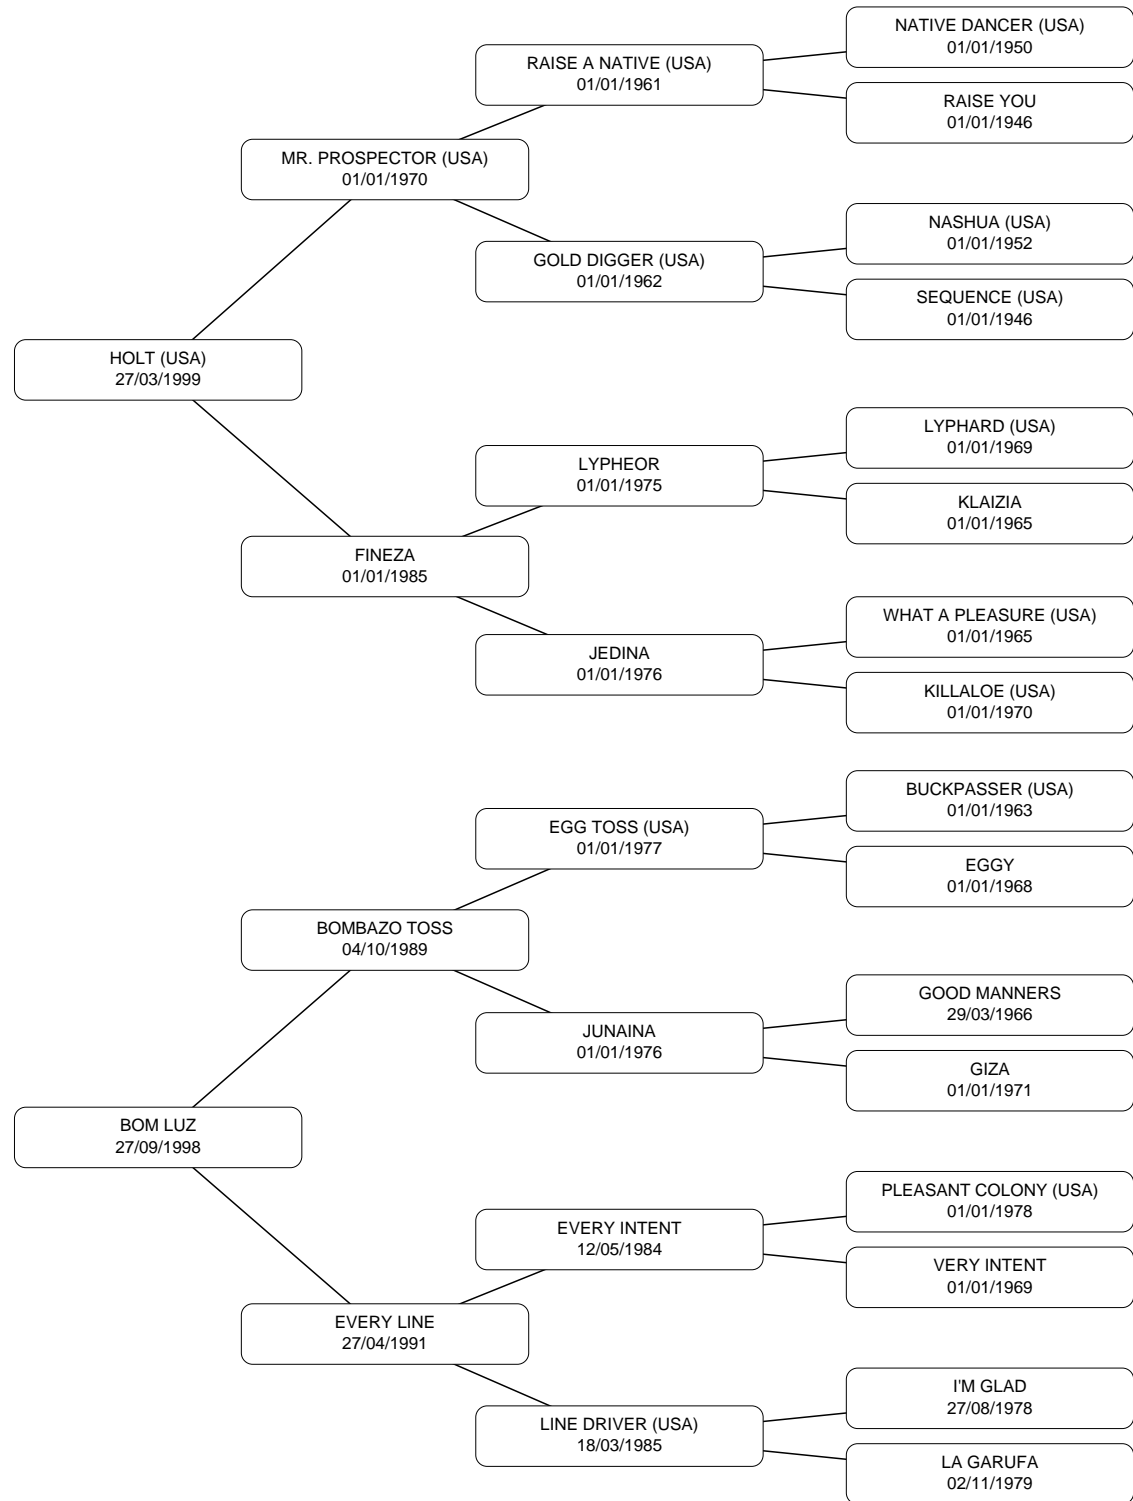 NATIVE DANCER (USA)
01/01/1950
RAISE A NATIVE (USA)
01/01/1961
RAISE YOU
01/01/1946
MR. PROSPECTOR (USA)
01/01/1970
NASHUA (USA)
01/01/1952
GOLD DIGGER (USA)
01/01/1962
SEQUENCE (USA)
01/01/1946
HOLT (USA)
27/03/1999
LYPHARD (USA)
01/01/1969
LYPHEOR
01/01/1975
KLAIZIA
01/01/1965
FINEZA
01/01/1985
WHAT A PLEASURE (USA)
01/01/1965
JEDINA
01/01/1976
KILLALOE (USA)
01/01/1970
BUCKPASSER (USA)
01/01/1963
EGG TOSS (USA)
01/01/1977
EGGY
01/01/1968
BOMBAZO TOSS
04/10/1989
GOOD MANNERS
29/03/1966
JUNAINA
01/01/1976
GIZA
01/01/1971
BOM LUZ
27/09/1998
PLEASANT COLONY (USA)
01/01/1978
EVERY INTENT
12/05/1984
VERY INTENT
01/01/1969
EVERY LINE
27/04/1991
I'M GLAD
27/08/1978
LINE DRIVER (USA)
18/03/1985
LA GARUFA
02/11/1979